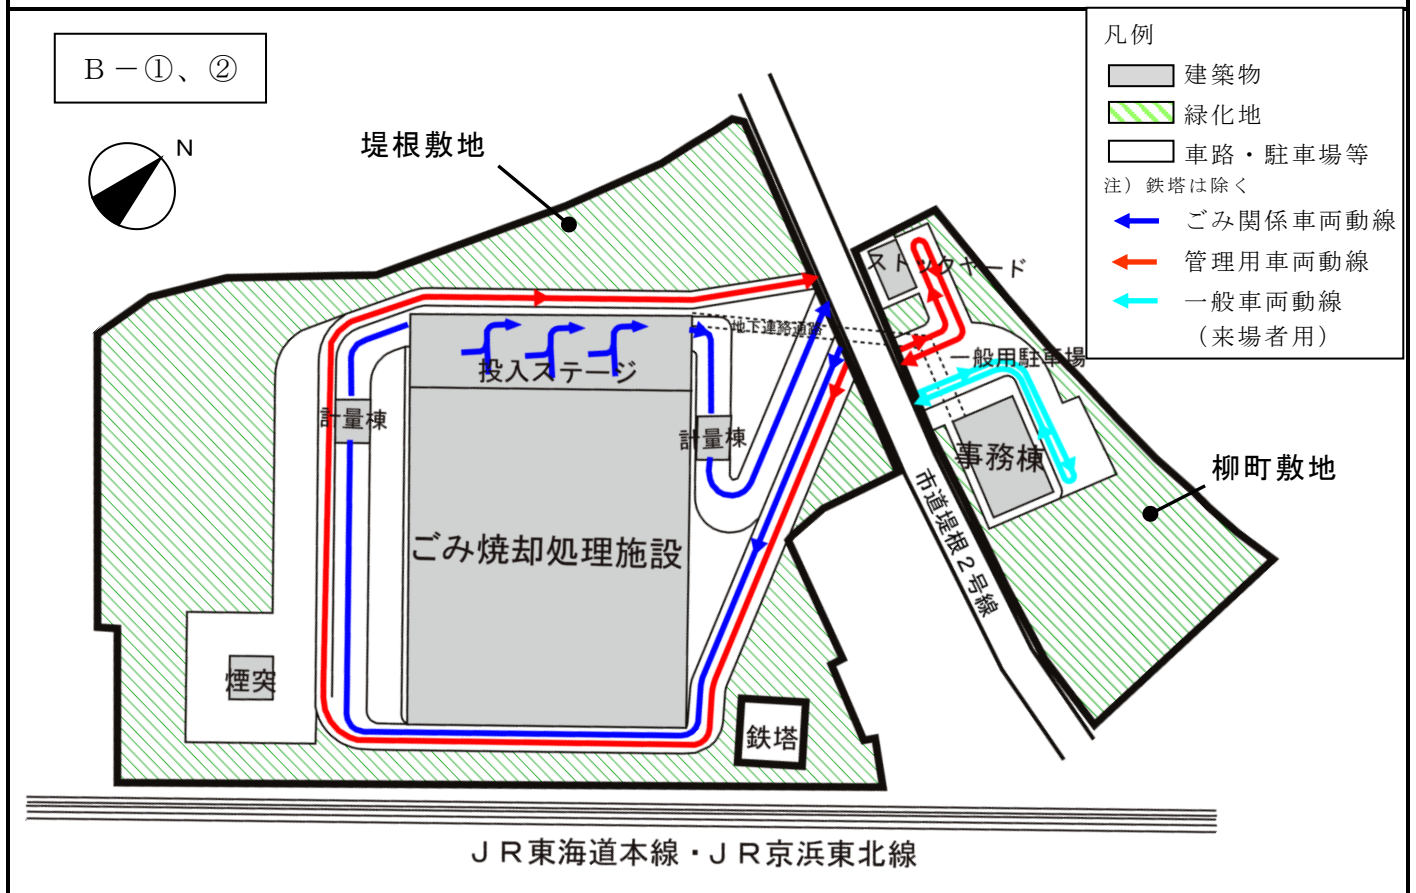 B－①、②
N
堤根敷地
凡例
建築物
緑化地
車路・駐車場等
注）鉄塔は除く
ごみ関係車両動線
管理用車両動線
一般車両動線
（来場者用）
ストックヤード
地下連絡通路
一般用駐車場
投入ステージ
計量棟
計量棟
事務棟
柳町敷地
市道堤根２号線
ごみ焼却処理施設
煙突
鉄塔
ＪＲ東海道本線・ＪＲ京浜東北線